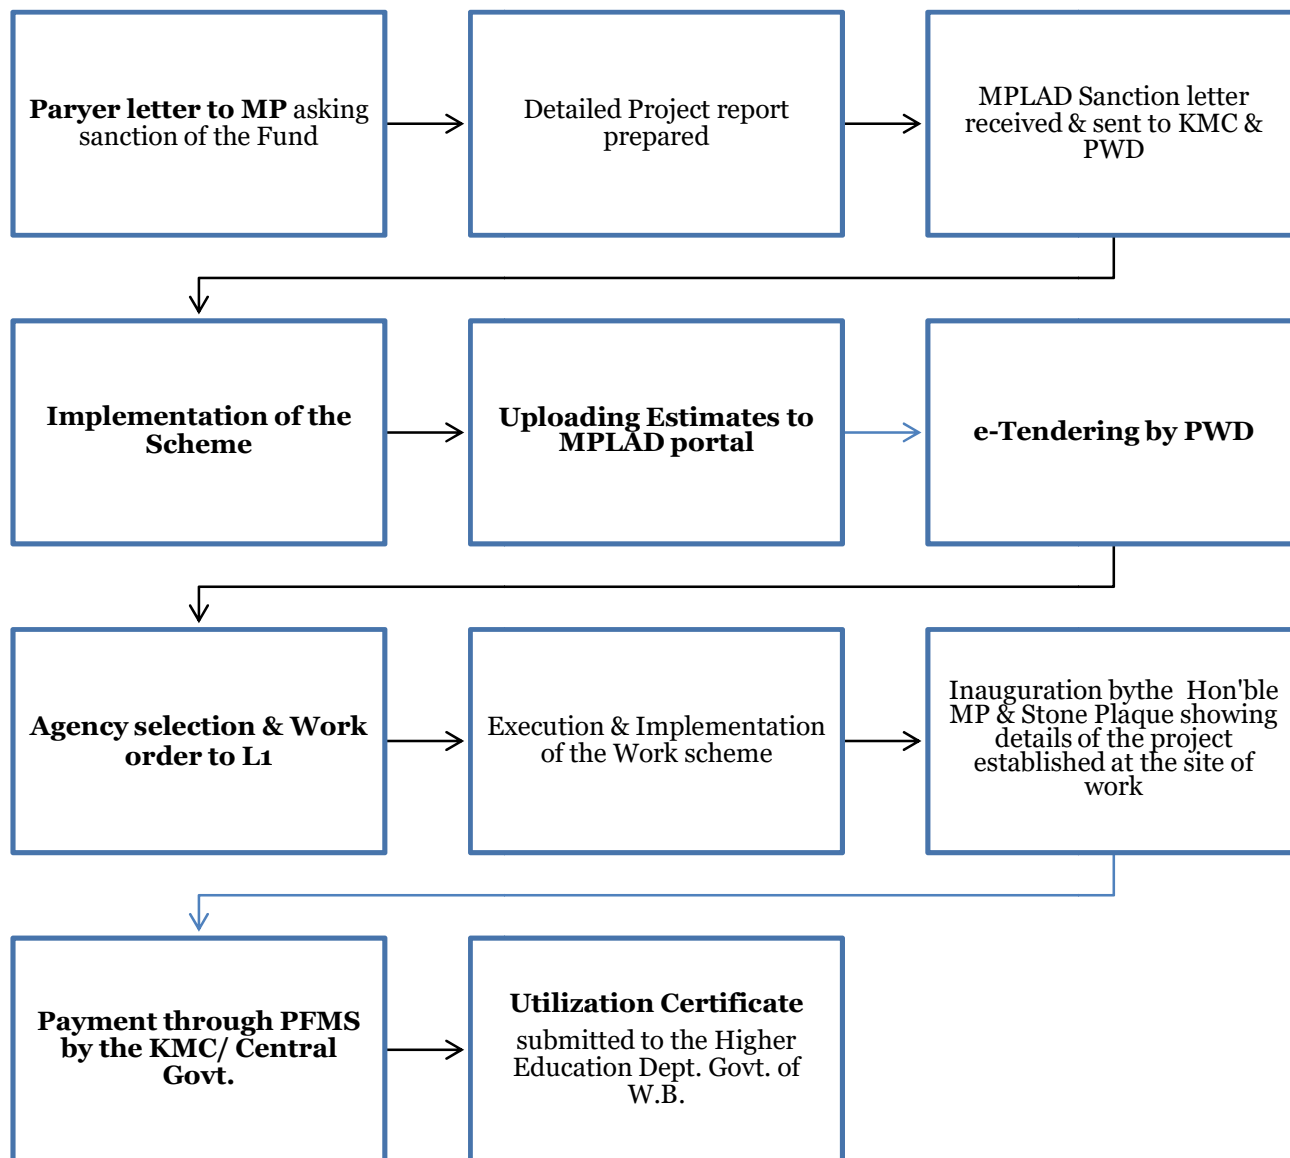 Paryer letter to MP asking
sanction of the Fund
Detailed Project report
prepared
MPLAD Sanction letter
received & sent to KMC &
PWD
Implementation of the
Scheme
Uploading Estimates to
MPLAD portal
e-Tendering by PWD
Agency selection & Work
order to L1
Execution & Implementation
of the Work scheme
Inauguration bythe  Hon'ble
MP & Stone Plaque showing
details of the project
established at the site of
work
Payment through PFMS
by the KMC/ Central
Govt.
Utilization Certificate
submitted to the Higher
Education Dept. Govt. of
W.B.